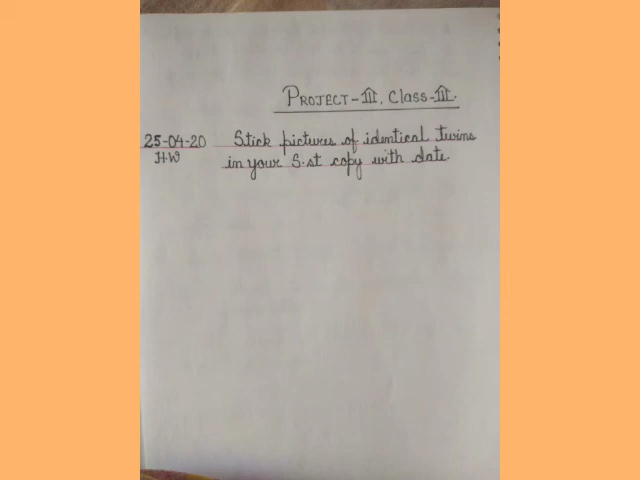 PROJECT-III, Class-III.
25-04-20 Stick pictures of identical twins
H.W in your S.st copy with date.